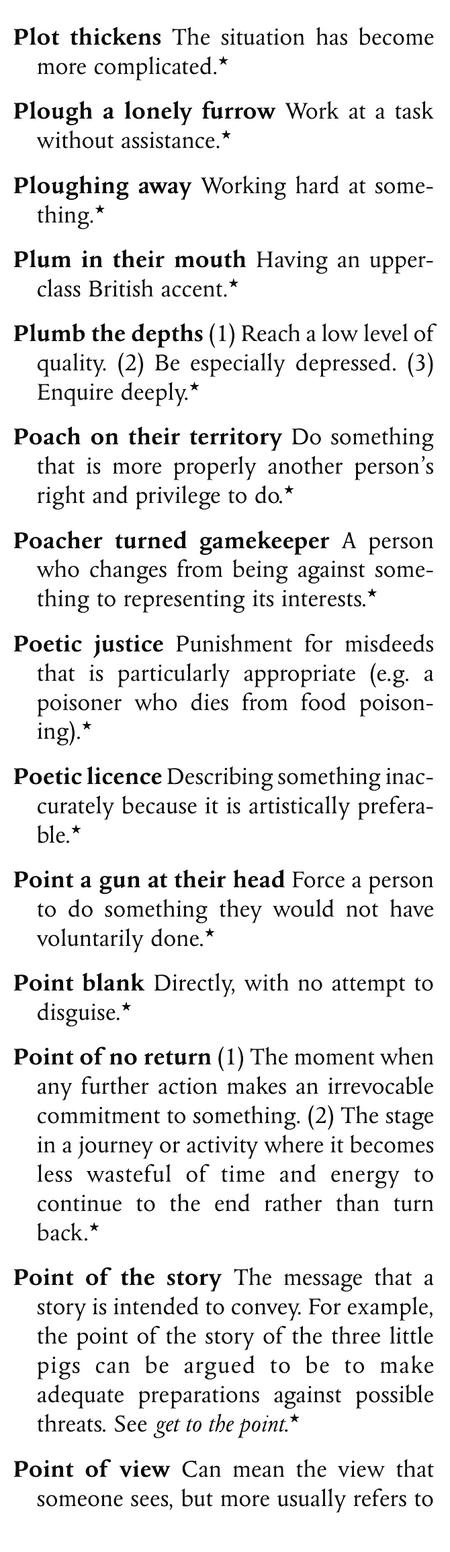 Plot thickens The situation has become
more complicated.★
Plough a lonely furrow Work at a task
without assistance.★
Ploughing away Working hard at some-
thing.★
Plum in their mouth Having an upper-
class British accent.★
Plumb the depths (1) Reach a low level of
quality. (2) Be especially depressed. (3)
Enquire deeply.★
Poach on their territory Do something
that is more properly another person's
right and privilege to do.★
Poacher turned gamekeeper A person
who changes from being against some-
thing to representing its interests.★
Poetic justice Punishment for misdeeds
that is particularly appropriate (e.g. a
poisoner who dies from food poison-
ing).★
Poetic licence Describing something inac-
curately because it is artistically prefera-
ble.★
Point a gun at their head Force a person
to do something they would not have
voluntarily done.★
Point blank Directly, with no attempt to
disguise.★
Point of no return (1) The moment when
any further action makes an irrevocable
commitment to something. (2) The stage
in a journey or activity where it becomes
less wasteful of time and energy to
continue to the end rather than turn
back.★
Point of the story The message that a
story is intended to convey. For example,
the point of the story of the three little
pigs can be argued to be to make
adequate preparations against possible
threats. See get to the point.★
Point of view Can mean the view that
someone sees, but more usually refers to